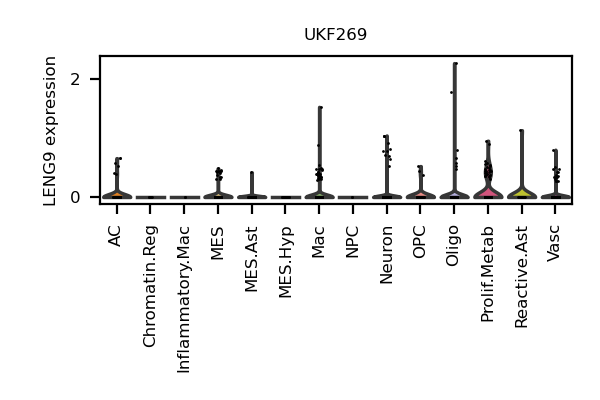 UKF269
LENG9 expression
2
0
AC
Chromatin.Reg
Inflammatory.Mac
MES
MES.Ast
MES.Hyp
Mac
NPC
Neuron
OPC
Oligo
Prolif.Metab
Reactive.Ast
Vasc